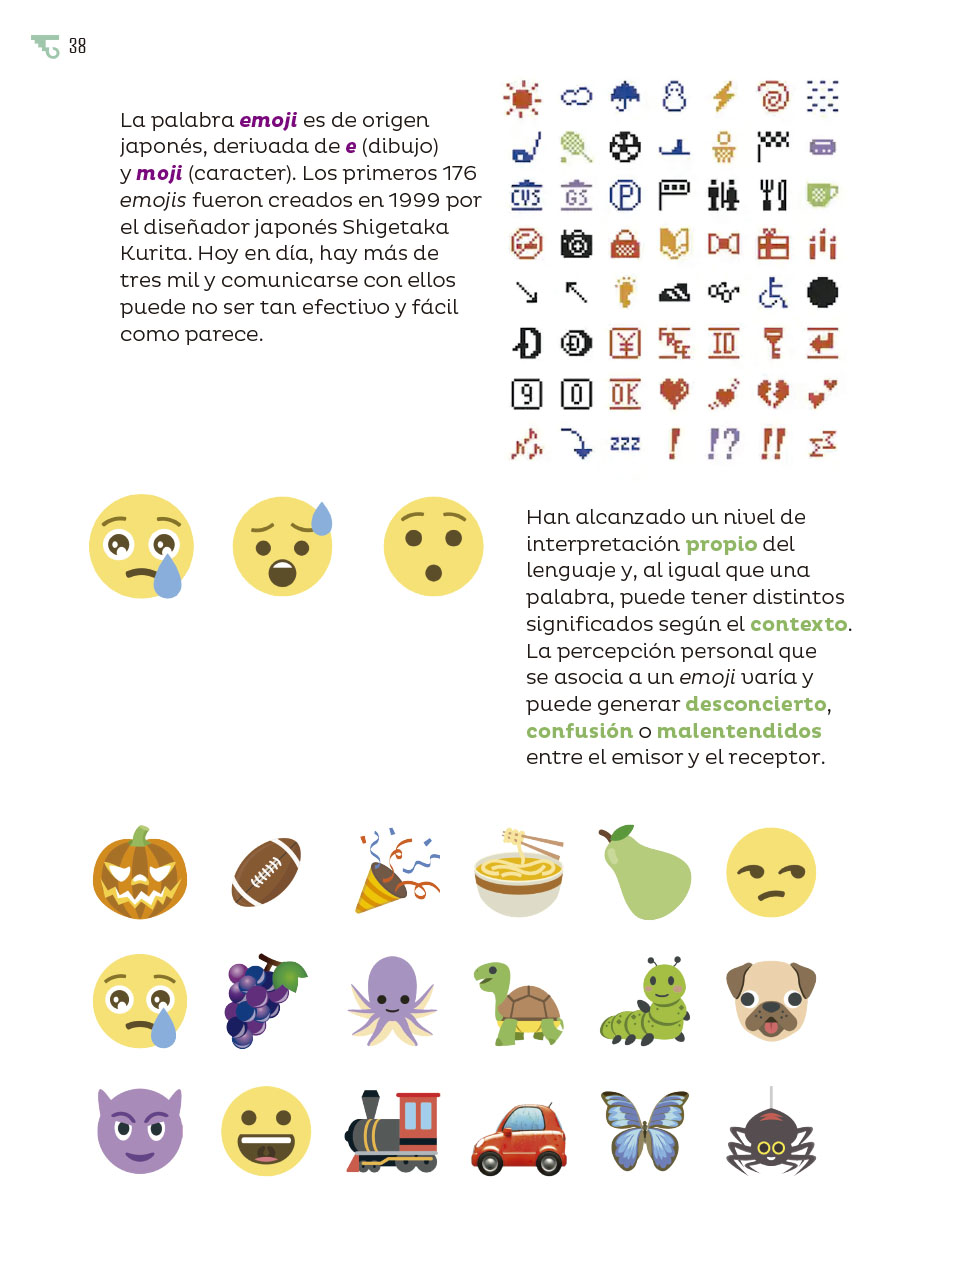 38
La palabra emoji es de origen
japonés, derivada de e (dibujo)
y moji (caracter). Los primeros 176
emojis fueron creados en 1999 por
el diseñador japonés Shigetaka
Kurita. Hoy en día, hay más de
tres mil y comunicarse con ellos
puede no ser tan efectivo y fácil
como parece.
CVS GS P
FREE ID
9 0 OK
zzz ! !? !!
Han alcanzado un nivel de
interpretación propio del
lenguaje y, al igual que una
palabra, puede tener distintos
significados según el contexto.
La percepción personal que
se asocia a un emoji varía y
puede generar desconcierto,
confusión o malentendidos
entre el emisor y el receptor.